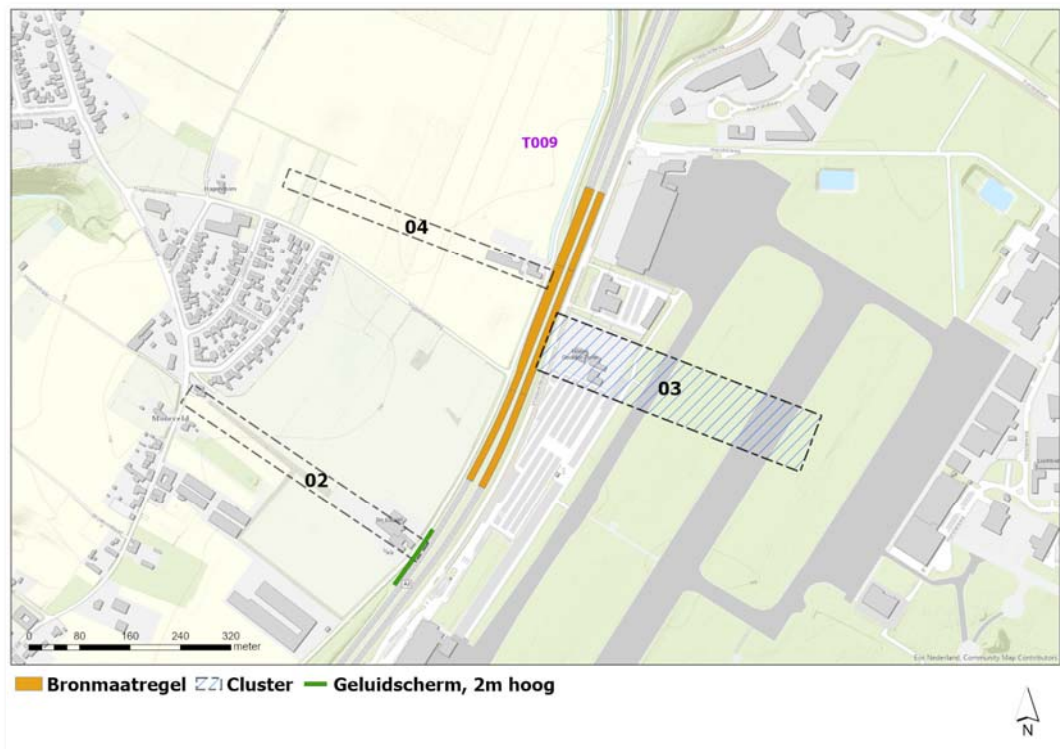 T009
04
03
02
0 80 160 240 320
meter
Esri Nederland, Community Map Contributors
Bronmaatregel Cluster Geluidscherm, 2m hoog
N